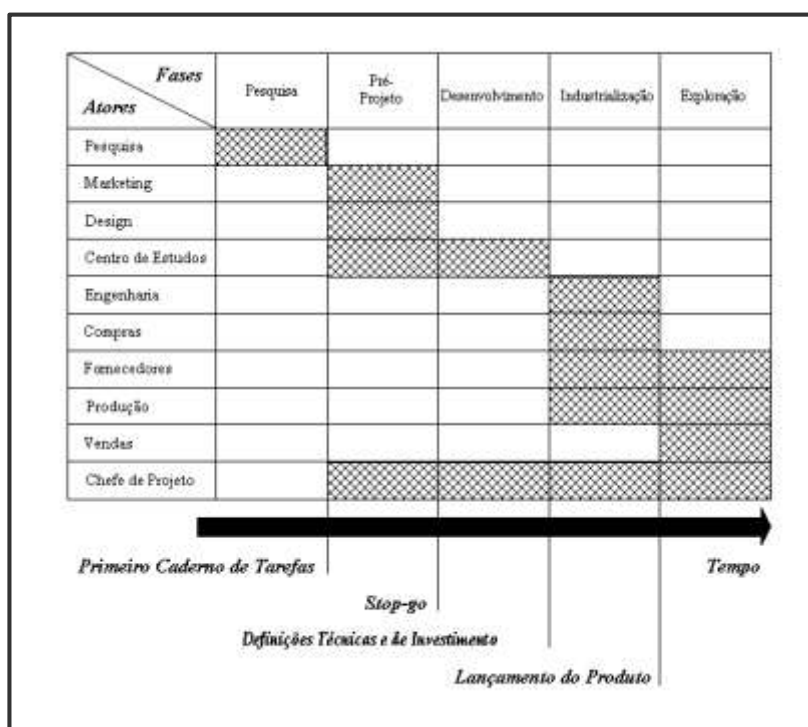 Fases
Atores
Pesquisa
Pré-
Projeto
Desenvolvimento
Industrialização
Exploração
Pesquisa
Marketing
Design
Centro de Estudos
Engenharia
Compras
Fornecedores
Produção
Vendas
Chefe de Projeto
Primeiro Caderno de Tarefas
Tempo
Stop-go
Definições Técnicas e de Investimento
Lançamento do Produto